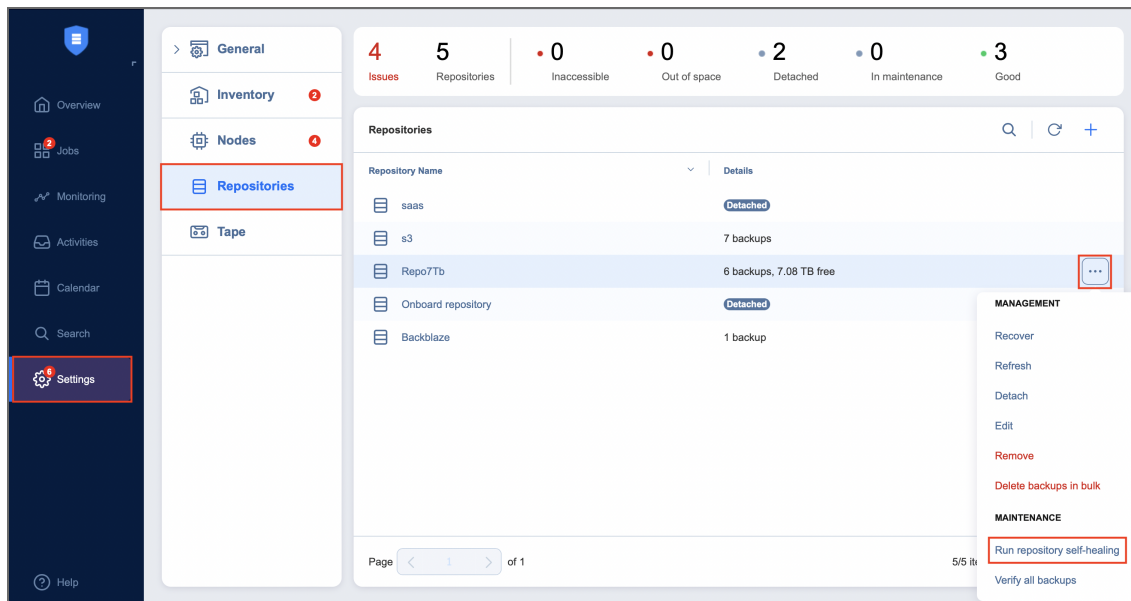 Overview
2
Jobs
Monitoring
Activities
Calendar
Search
6
Settings
Help
General
Inventory 2
Nodes 4
Repositories
Tape
4 5 0 0 2 0 3
Issues Repositories Inaccessible Out of space Detached In maintenance Good
Repositories
Repository Name Details
saas Detached
s3 7 backups
Repo7Tb 6 backups, 7.08 TB free
Onboard repository Detached
Backblaze 1 backup
MANAGEMENT
Recover
Refresh
Detach
Edit
Remove
Delete backups in bulk
MAINTENANCE
Run repository self-healing
Verify all backups
Page 1 of 1 5/5